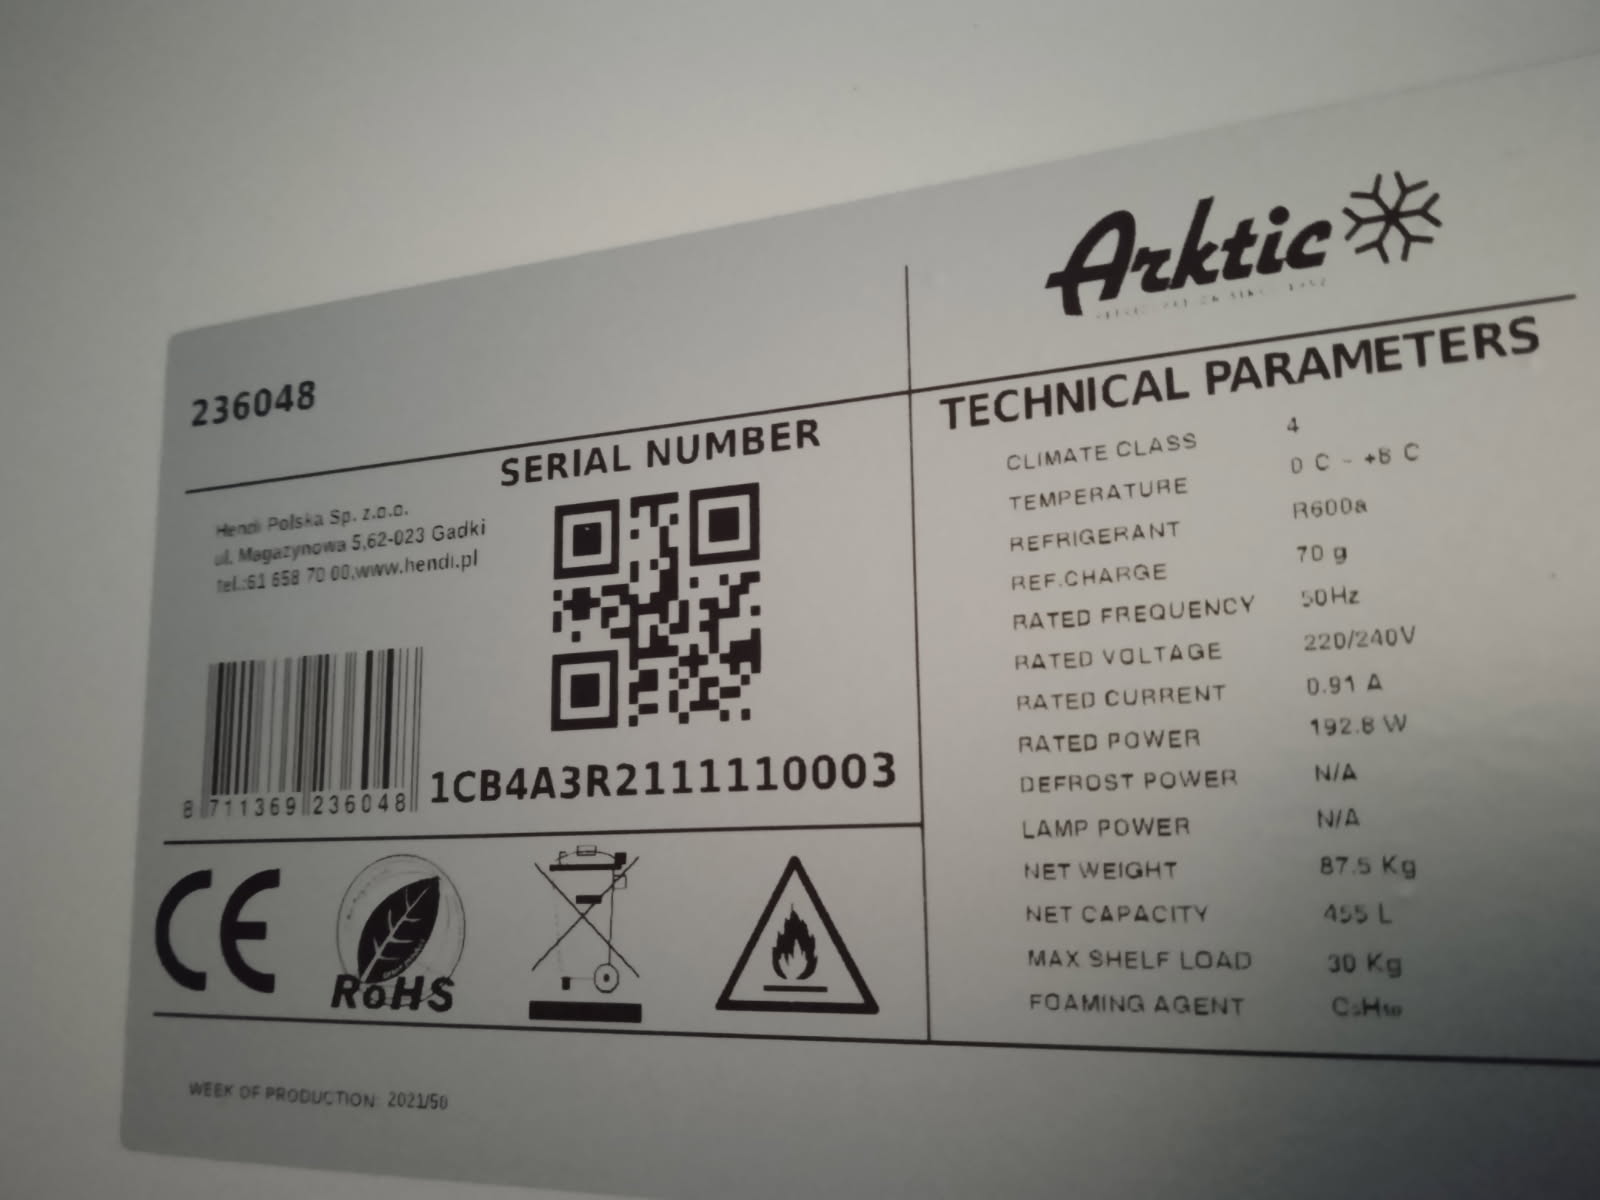 Arktic
236048
SERIAL NUMBER
Hendi Polska Sp. z.o.o.
ul. Magazynowa 5,62-023 Gadki
tel.:61 658 70 00,www.hendi.pl
8 711369 236048
1CB4A3R2111110003
CE
RoHS
WEEK OF PRODUCTION: 2021/50
TECHNICAL PARAMETERS
CLIMATE CLASS 4
TEMPERATURE 0 C ~ +8 C
REFRIGERANT R600a
REF.CHARGE 70 g
RATED FREQUENCY 50Hz
RATED VOLTAGE 220/240V
RATED CURRENT 0.91 A
RATED POWER 192.8 W
DEFROST POWER N/A
LAMP POWER N/A
NET WEIGHT 87.5 Kg
NET CAPACITY 455 L
MAX SHELF LOAD 30 Kg
FOAMING AGENT C₅H₁₀